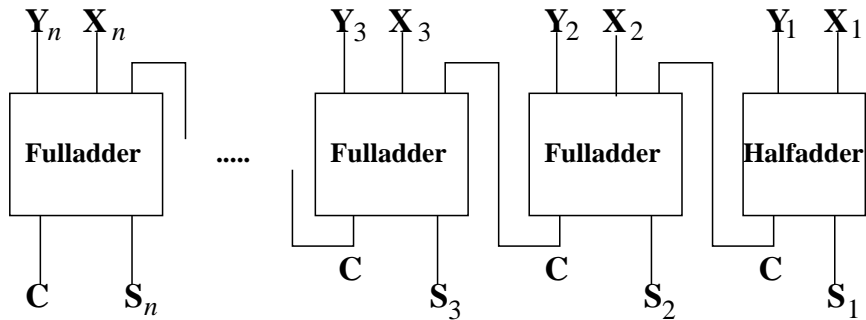 Yn Xn Y3 X3 Y2 X2 Y1 X1
Fulladder ..... Fulladder Fulladder Halfadder
C C C
C Sn S3 S2 S1